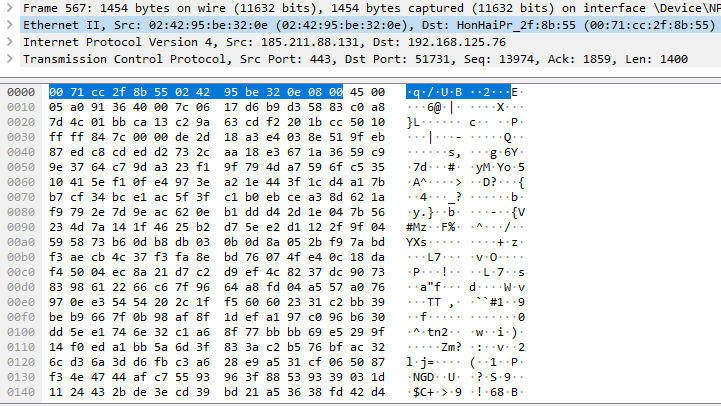 Frame 567: 1454 bytes on wire (11632 bits), 1454 bytes captured (11632 bits) on interface \Device\NP
Ethernet II, Src: 02:42:95:be:32:0e (02:42:95:be:32:0e), Dst: HonHaiPr_2f:8b:55 (00:71:cc:2f:8b:55)
Internet Protocol Version 4, Src: 185.211.88.131, Dst: 192.168.125.76
Transmission Control Protocol, Src Port: 443, Dst Port: 51731, Seq: 13974, Ack: 1859, Len: 1400
0000 00 71 cc 2f 8b 55 02 42 95 be 32 0e 08 00 45 00 ·q·/·U·B ··2···E·
0010 05 a0 91 36 40 00 7c 06 17 d6 b9 d3 58 83 c0 a8 ···6@·|· ····X···
0020 7d 4c 01 bb ca 13 c2 9a 63 cd f2 20 1b cc 50 10 }L······ c·· ··P·
0030 ff ff 84 7c 00 00 de 2d 18 a3 e4 03 8e 51 9f eb ···|···- ·····Q··
0040 87 ed c8 cd ed d2 73 2c aa 18 e3 67 1a 36 59 c9 ······s, ···g·6Y·
0050 9e 37 64 c7 9d a3 23 f1 9f 79 4d a7 59 6f c5 35 ·7d···#· ·yM·Yo·5
0060 10 41 5e f1 0f e4 97 3e a2 1e 44 3f 1c d4 a1 7b ·A^····> ··D?···{
0070 b7 cf 34 bc e1 ac 5f 3f c1 b0 eb ce a3 8d 62 1a ··4···_? ······b·
0080 f9 79 2e 7d 9e ac 62 0e b1 dd d4 2d 1e 04 7b 56 ·y.}··b· ···-··{V
0090 23 4d 7a 14 1f 46 25 b2 d7 5e e2 d1 12 2f 9f 04 #Mz··F%· ·^···/··
00a0 59 58 73 b6 0d b8 db 03 0b 0d 8a 05 2b f9 7a bd YXs····· ····+·z·
00b0 f3 ae cb 4c 37 f3 fa 8e bd 76 07 4f e4 0c 18 da ···L7··· ·v·O····
00c0 f4 50 04 ec 8a 21 d7 c2 d9 ef 4c 82 37 dc 90 73 ·P···!·· ··L·7··s
00d0 83 98 61 22 66 c6 7f 96 64 a8 fd 04 a5 57 a0 76 ··a"f··· d····W·v
00e0 97 0e e3 54 54 20 2c 1f f5 60 60 23 31 c2 bb 39 ···TT ,· ·``#1··9
00f0 be b9 66 7f 0b 98 af 8f 1d ef a1 97 c0 96 66 30 ··f····· ······f0
0100 dd 5e e1 74 6e 32 c1 a6 8f 77 bb bb 69 e5 29 9f ·^·tn2·· ·w··i·)·
0110 14 f0 ed a1 bb 5a 6d 3f 83 3a c2 b5 76 bf ac 32 ·····Zm? ·:··v··2
0120 6c d3 6a 3d d6 fb c3 a6 28 e9 a5 31 cf 06 50 87 l·j=···· (··1··P·
0130 f3 4e 47 44 af c7 55 93 96 3f 88 53 93 39 03 1d ·NGD··U· ·?·S·9··
0140 11 24 43 2b de 3e cd 39 bd 21 a5 36 38 fd 42 d4 ·$C+·>·9 ·!·68·B·